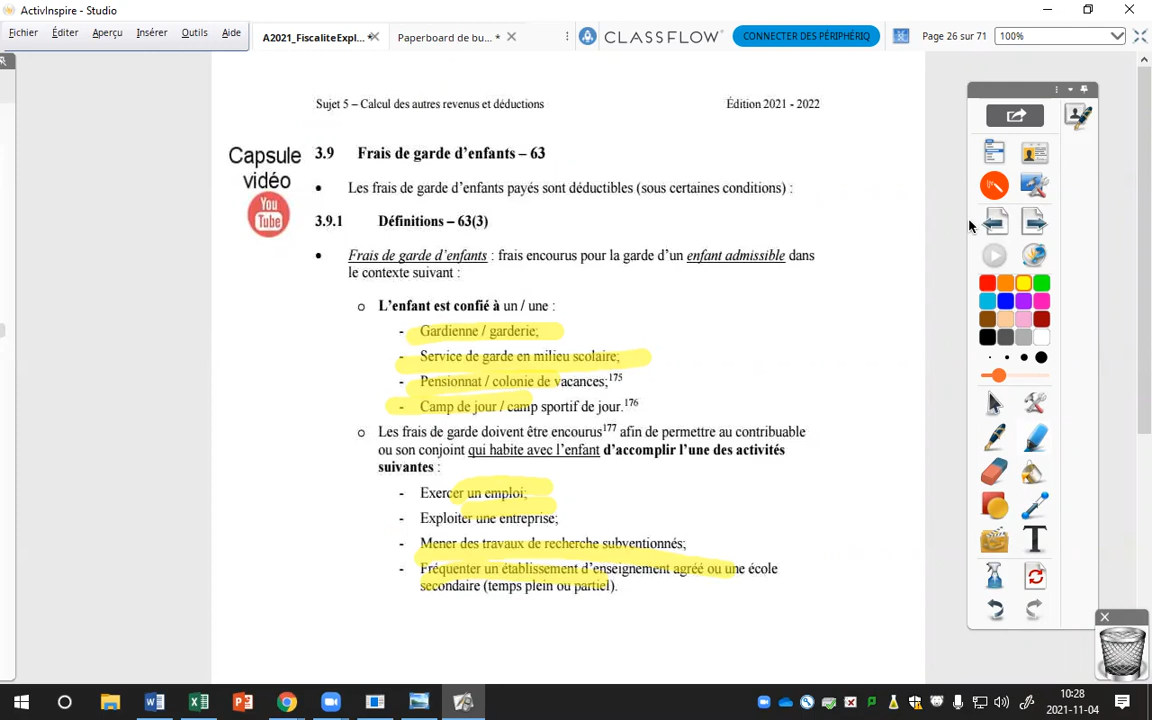 ActivInspire - Studio
Fichier Éditer Aperçu Insérer Outils Aide
A2021_FiscaliteExpl...
Paperboard de bu... *
CLASSFLOW
CONNECTER DES PÉRIPHÉRIQ
Page 26 sur 71
100%
Sujet 5 – Calcul des autres revenus et déductions Édition 2021 - 2022
Capsule
vidéo
You
Tube
3.9 Frais de garde d'enfants – 63
• Les frais de garde d'enfants payés sont déductibles (sous certaines conditions) :
3.9.1 Définitions – 63(3)
• Frais de garde d'enfants : frais encourus pour la garde d'un enfant admissible dans
le contexte suivant :
o L'enfant est confié à un / une :
- Gardienne / garderie;
- Service de garde en milieu scolaire;
- Pensionnat / colonie de vacances;175
- Camp de jour / camp sportif de jour.176
o Les frais de garde doivent être encourus177 afin de permettre au contribuable
ou son conjoint qui habite avec l'enfant d'accomplir l'une des activités
suivantes :
- Exercer un emploi;
- Exploiter une entreprise;
- Mener des travaux de recherche subventionnés;
- Fréquenter un établissement d'enseignement agréé ou une école
secondaire (temps plein ou partiel).
10:28
2021-11-04